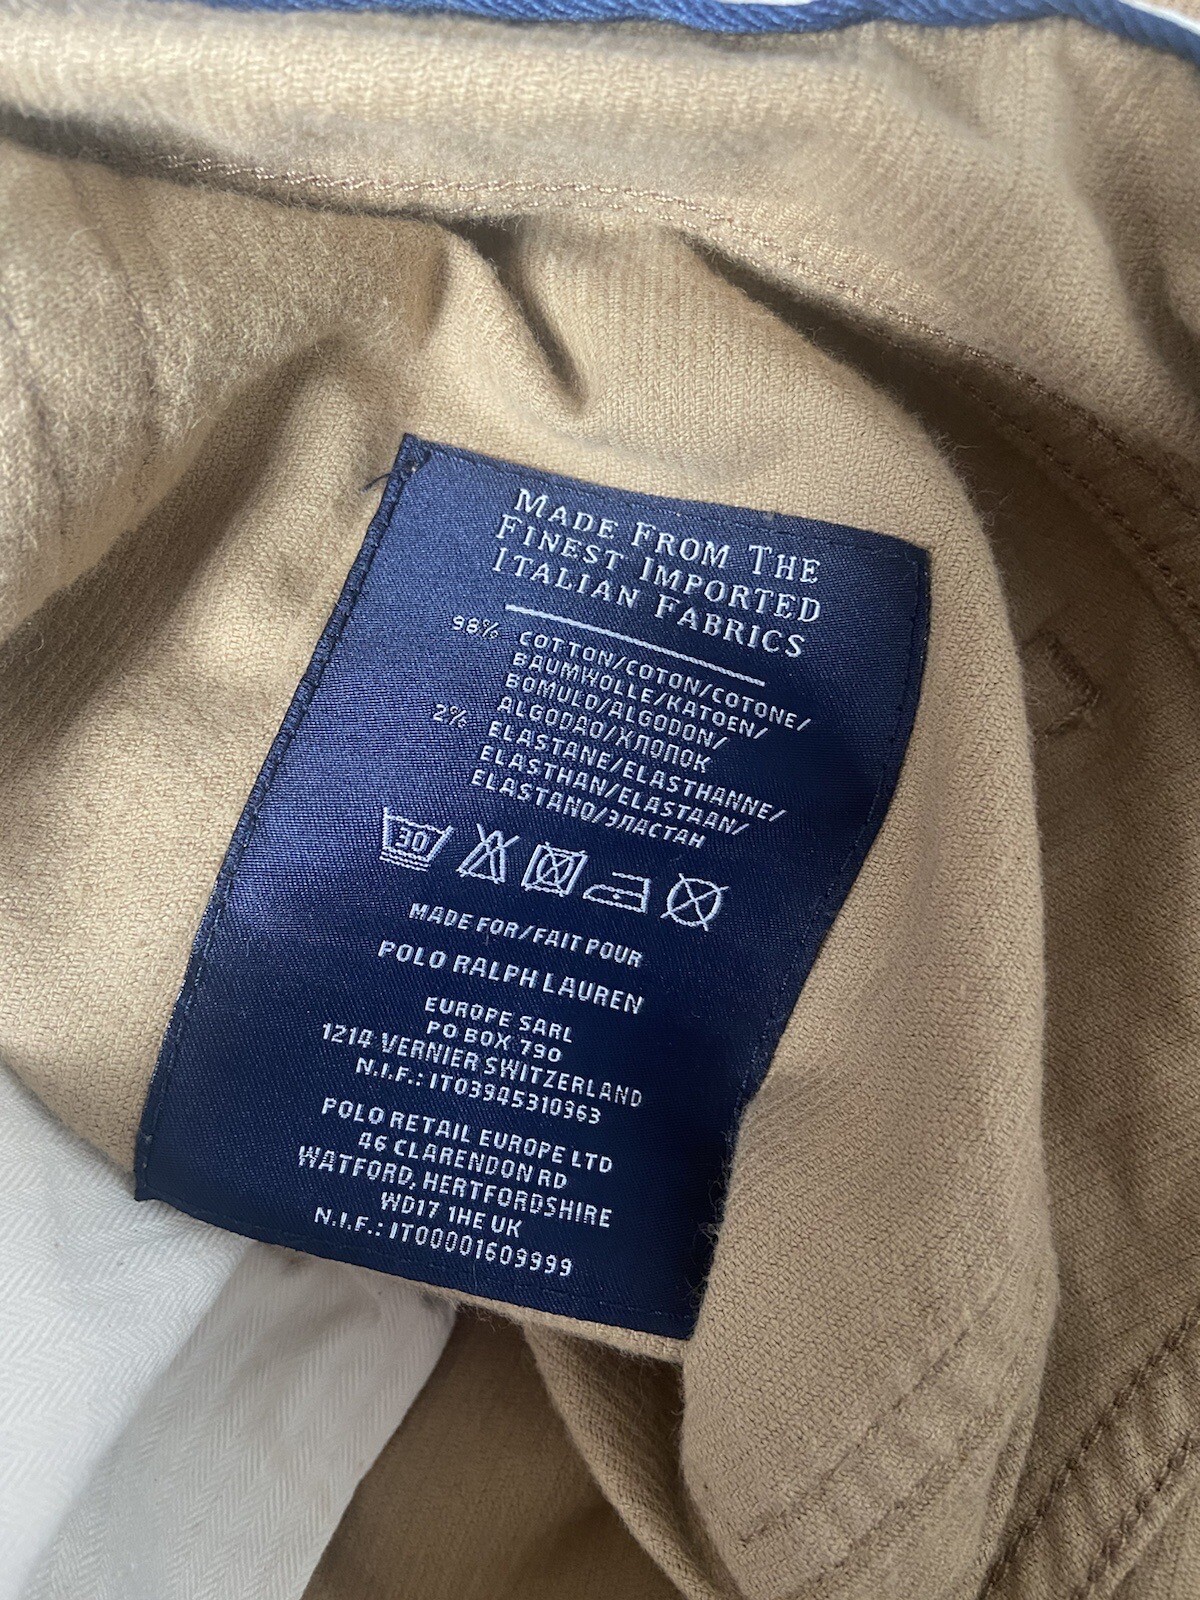 MADE FROM THE
FINEST IMPORTED
ITALIAN FABRICS
98% COTTON/COTON/COTONE/
BAUMWOLLE/KATOEN/
BOMULD/ALGODON/
ALGODAO/ХЛОПОК
2% ELASTANE/ELASTHANNE/
ELASTHAN/ELASTAAN/
ELASTANO/ЭЛАСТАН
30
MADE FOR/FAIT POUR
POLO RALPH LAUREN
EUROPE SARL
PO BOX 790
1214 VERNIER SWITZERLAND
N.I.F.: IT03945310963
POLO RETAIL EUROPE LTD
46 CLARENDON RD
WATFORD, HERTFORDSHIRE
WD17 1HE UK
N.I.F.: IT00001609999